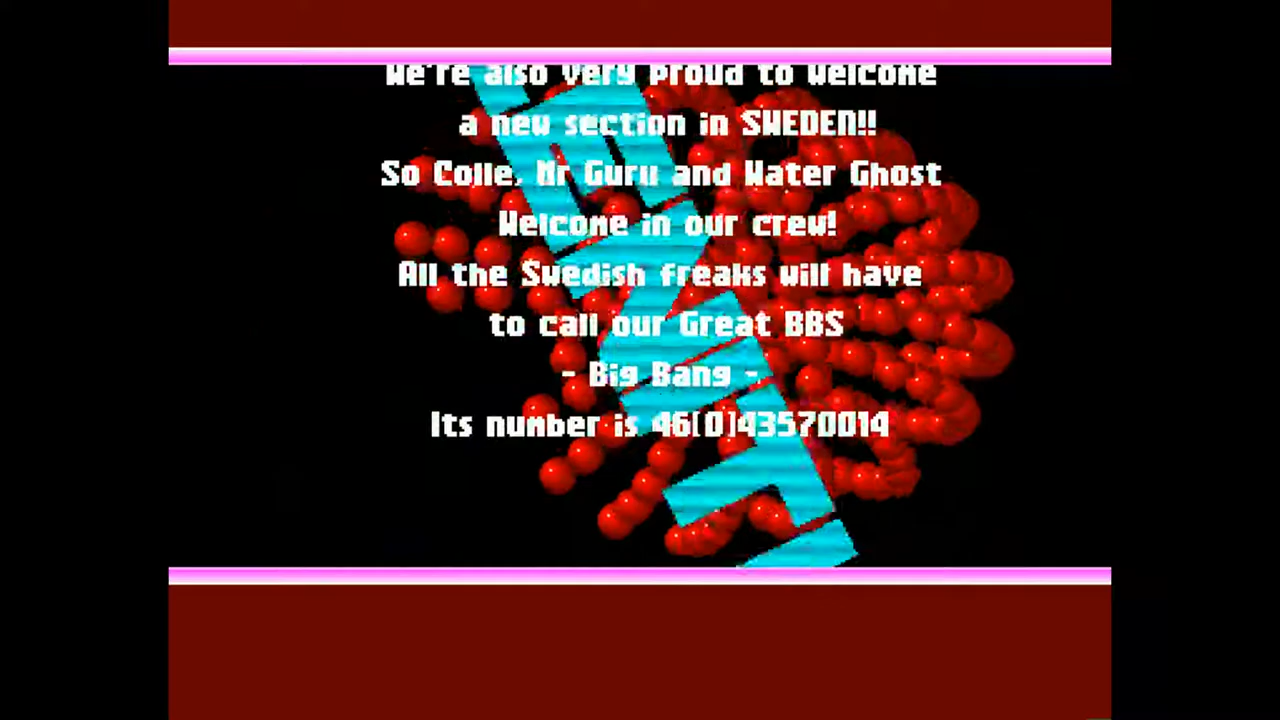 We're also very proud to welcome
a new section in SWEDEN!!
So Colle, Mr Guru and Water Ghost
Welcome in our crew!
All the Swedish freaks will have
to call our Great BBS
- Big Bang -
Its number is 46(0)43570014